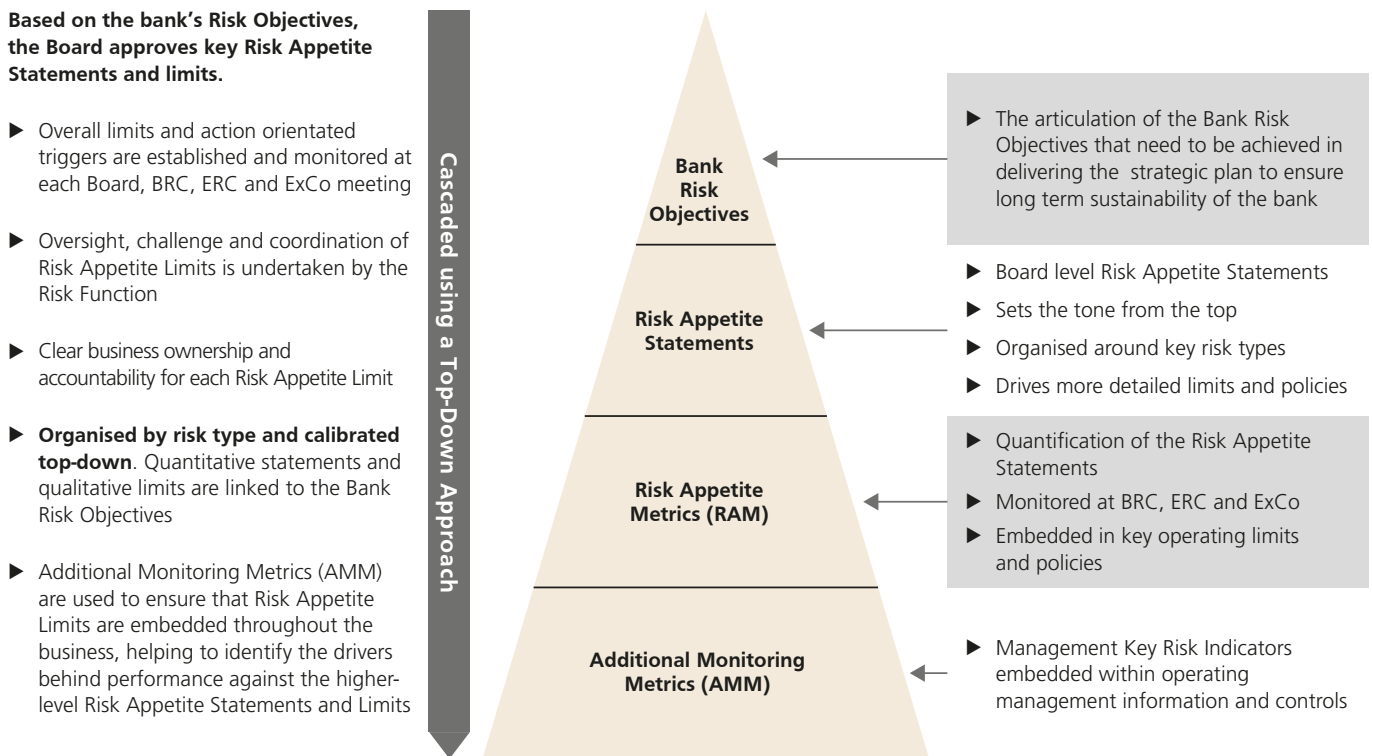 Based on the bank's Risk Objectives,
the Board approves key Risk Appetite
Statements and limits.
▶ Overall limits and action orientated
triggers are established and monitored at
each Board, BRC, ERC and ExCo meeting
▶ Oversight, challenge and coordination of
Risk Appetite Limits is undertaken by the
Risk Function
▶ Clear business ownership and
accountability for each Risk Appetite Limit
▶ Organised by risk type and calibrated
top-down. Quantitative statements and
qualitative limits are linked to the Bank
Risk Objectives
▶ Additional Monitoring Metrics (AMM)
are used to ensure that Risk Appetite
Limits are embedded throughout the
business, helping to identify the drivers
behind performance against the higher-
level Risk Appetite Statements and Limits
Cascaded using a Top-Down Approach
Bank
Risk
Objectives
Risk Appetite
Statements
Risk Appetite
Metrics (RAM)
Additional Monitoring
Metrics (AMM)
▶ The articulation of the Bank Risk
Objectives that need to be achieved in
delivering the strategic plan to ensure
long term sustainability of the bank
▶ Board level Risk Appetite Statements
▶ Sets the tone from the top
▶ Organised around key risk types
▶ Drives more detailed limits and policies
▶ Quantification of the Risk Appetite
Statements
▶ Monitored at BRC, ERC and ExCo
▶ Embedded in key operating limits
and policies
▶ Management Key Risk Indicators
embedded within operating
management information and controls